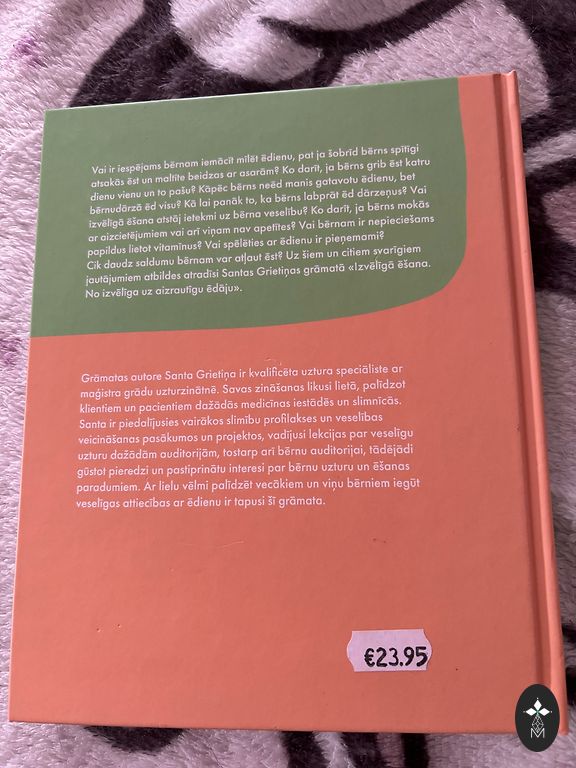 Vai ir iespējams bērnam iemācīt mīlēt ēdienu, pat ja šobrīd bērns spītīgi
atsakās ēst un maltīte beidzas ar asarām? Ko darīt, ja bērns grib ēst katru
dienu vienu un to pašu? Kāpēc bērns neēd manis gatavotu ēdienu, bet
bērnudārzā ēd visu? Kā lai panāk to, ka bērns labprāt ēd dārzeņus? Vai
izvēlīgā ēšana atstāj ietekmi uz bērna veselību? Ko darīt, ja bērns mokās
ar aizcietējumiem vai arī viņam nav apetītes? Vai bērnam ir nepieciešams
papildus lietot vitamīnus? Vai spēlēties ar ēdienu ir pieņemami?
Cik daudz saldumu bērnam var atļaut ēst? Uz šiem un citiem svarīgiem
jautājumiem atbildes atradīsi Santas Grietiņas grāmatā «Izvēlīgā ēšana.
No izvēlīga uz aizrautīgu ēdāju».
Grāmatas autore Santa Grietiņa ir kvalificēta uztura speciāliste ar
maģistra grādu uzturzinātnē. Savas zināšanas likusi lietā, palīdzot
klientiem un pacientiem dažādās medicīnas iestādēs un slimnīcās.
Santa ir piedalījusies vairākos slimību profilakses un veselības
veicināšanas pasākumos un projektos, vadījusi lekcijas par veselīgu
uzturu dažādām auditorijām, tostarp arī bērnu auditorijai, tādējādi
gūstot pieredzi un pastiprinātu interesi par bērnu uzturu un ēšanas
paradumiem. Ar lielu vēlmi palīdzēt vecākiem un viņu bērniem iegūt
veselīgas attiecības ar ēdienu ir tapusi šī grāmata.
€23.95
M